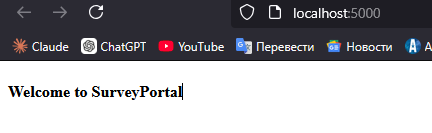 localhost:5000
Claude ChatGPT YouTube Перевести Новости A
Welcome to SurveyPortal